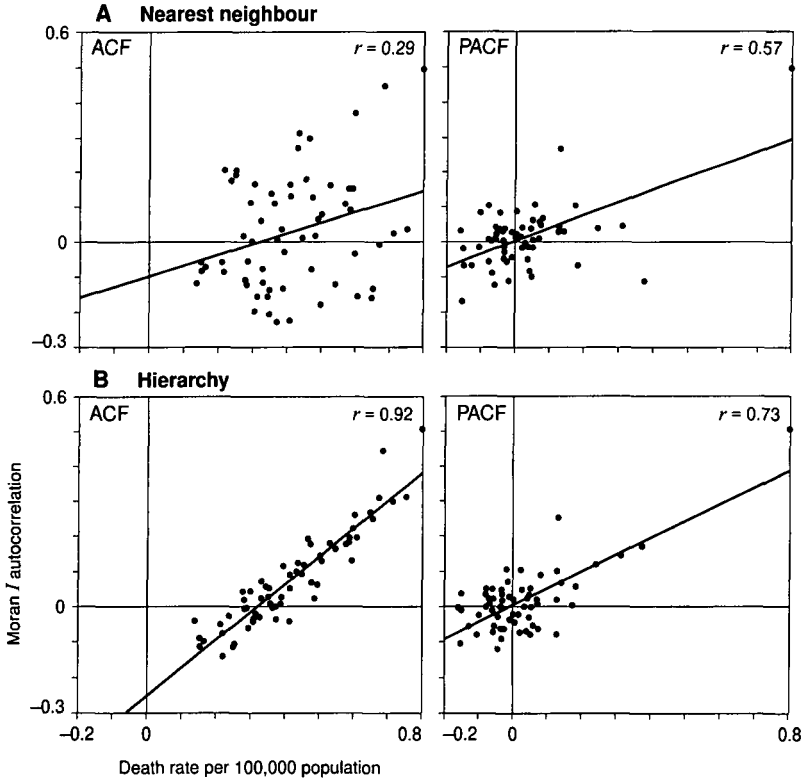 A Nearest neighbour
0.6
ACF
r = 0.29
PACF
r = 0.57
0
–0.3
B Hierarchy
0.6
ACF
r = 0.92
PACF
r = 0.73
0
–0.3
–0.2 0 0.8
–0.2 0 0.8
Moran I autocorrelation
Death rate per 100,000 population